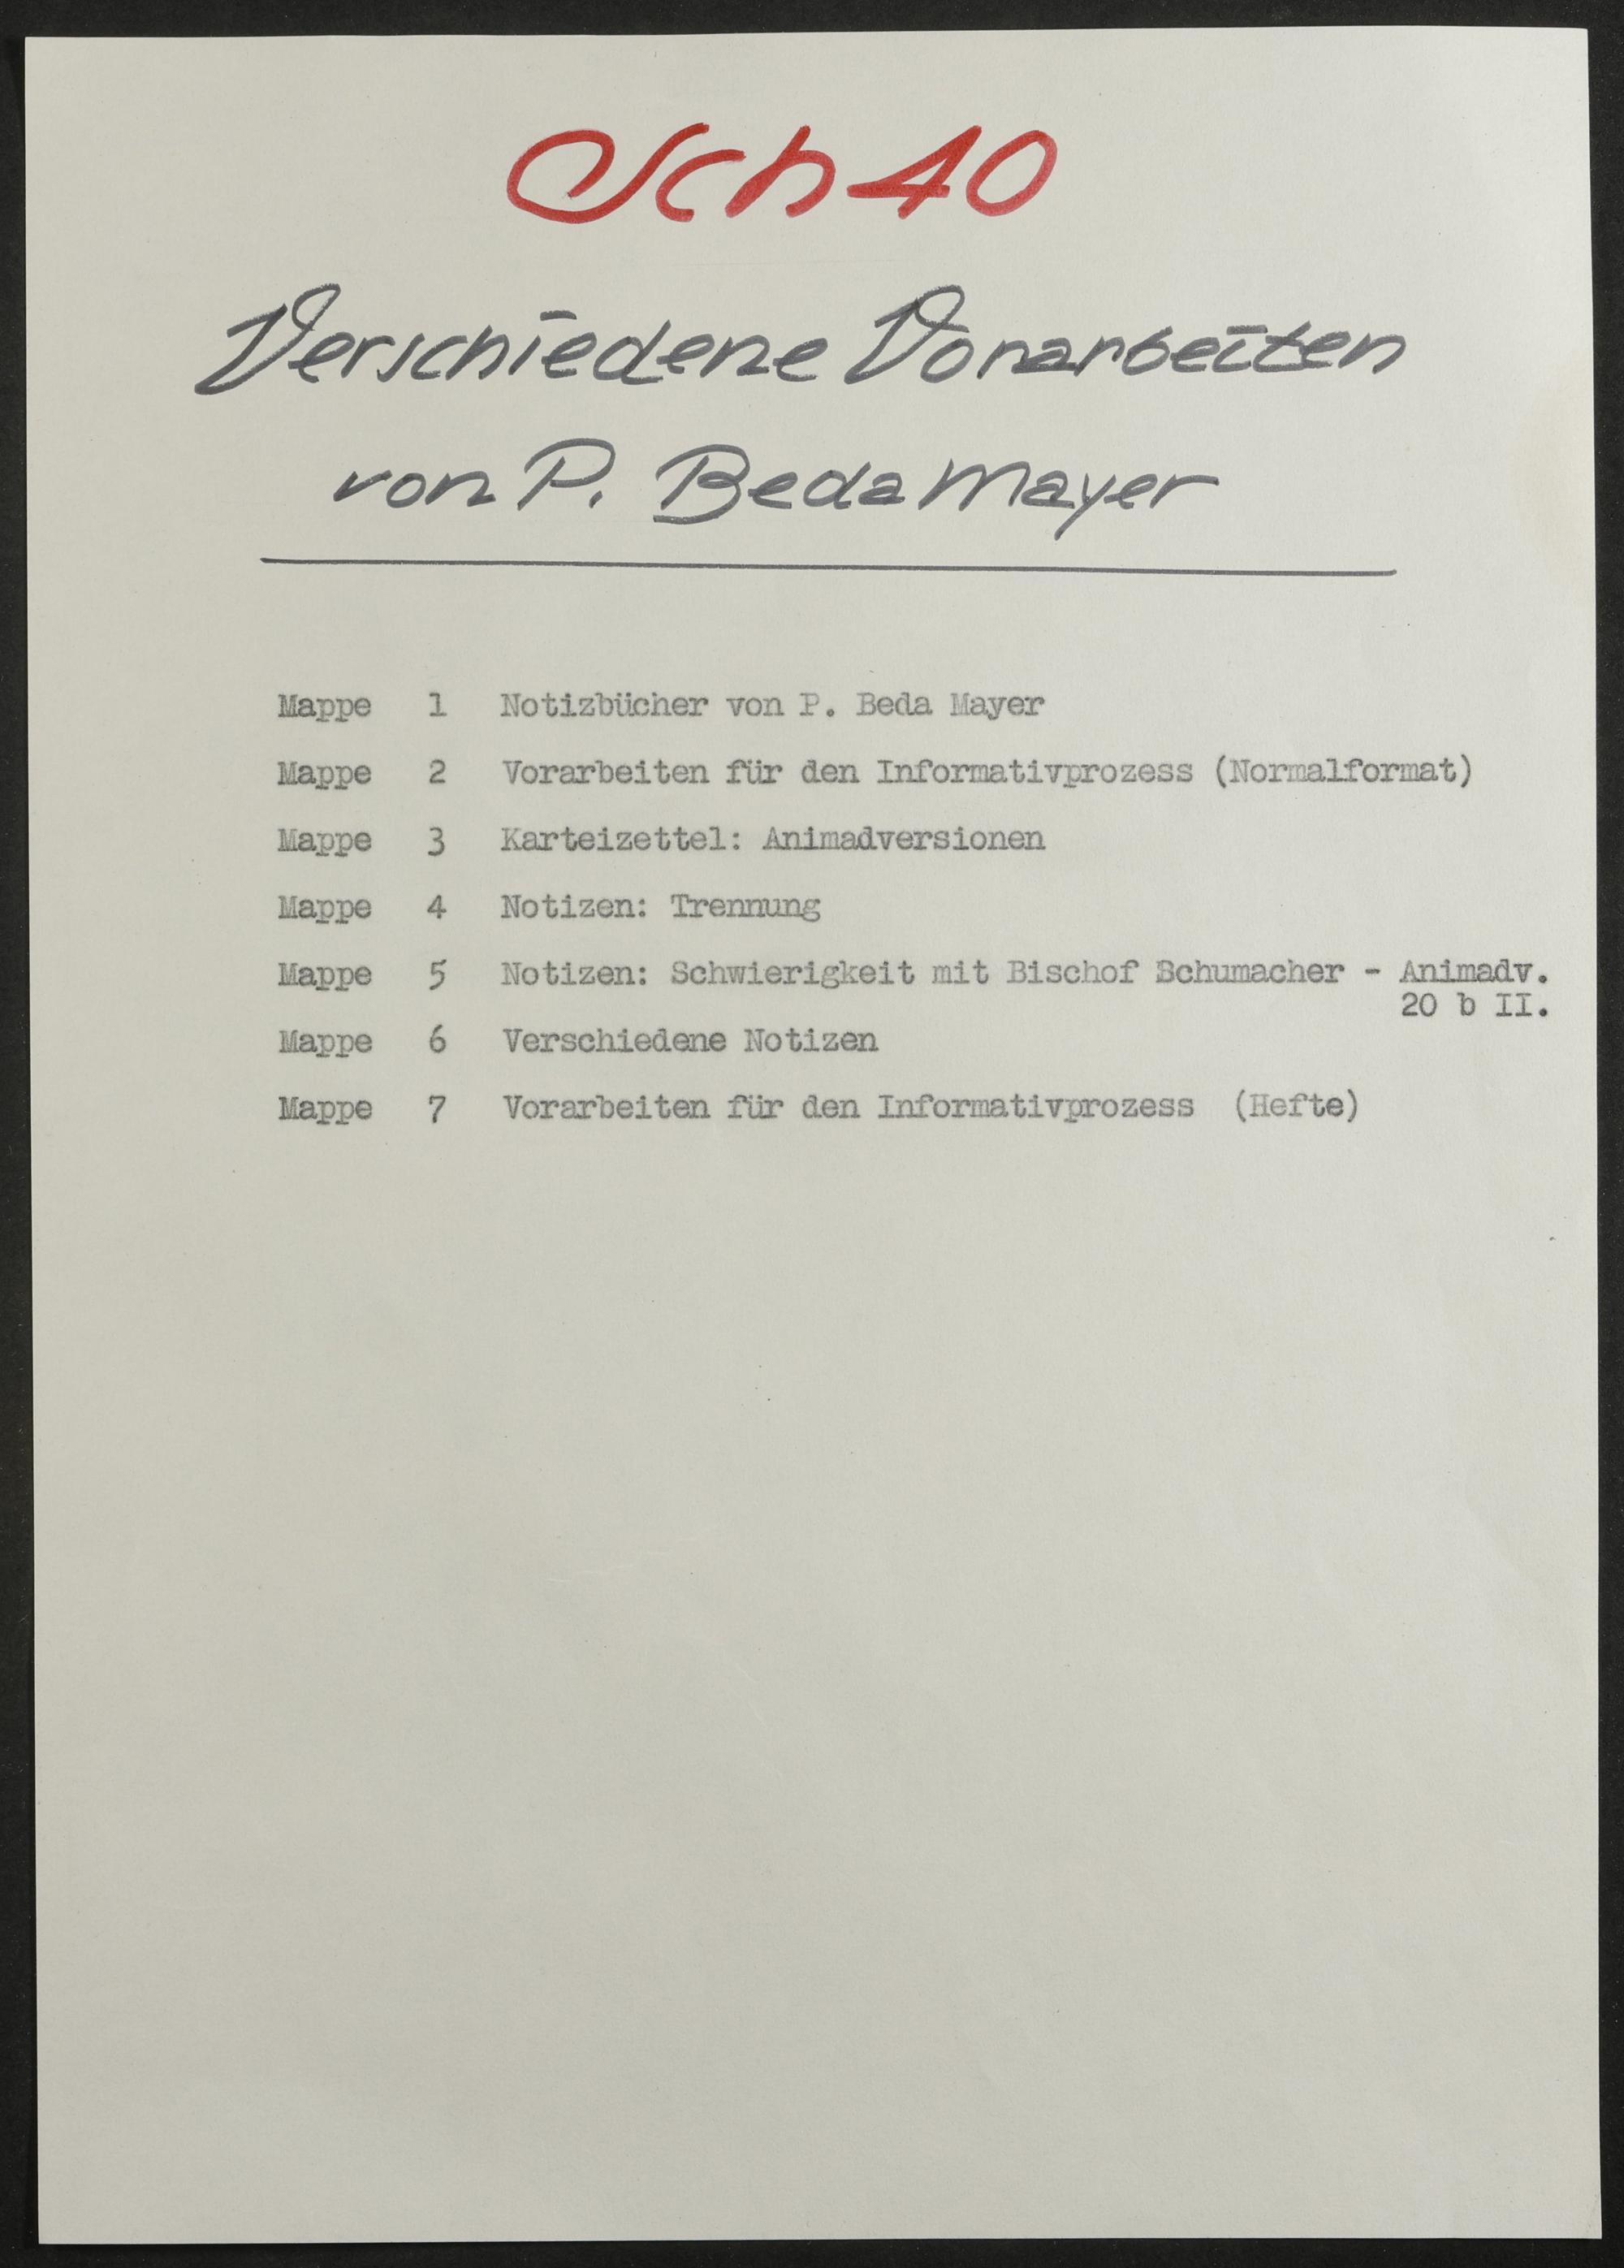 Sch 40
Verschiedene Vorarbeiten
von P. Beda Mayer
Mappe 1 Notizbücher von P. Beda Mayer
Mappe 2 Vorarbeiten für den Informativprozess (Normalformat)
Mappe 3 Karteizettel: Animadversionen
Mappe 4 Notizen: Trennung
Mappe 5 Notizen: Schwierigkeit mit Bischof Schumacher - Animadv.
20 b II.
Mappe 6 Verschiedene Notizen
Mappe 7 Vorarbeiten für den Informativprozess (Hefte)